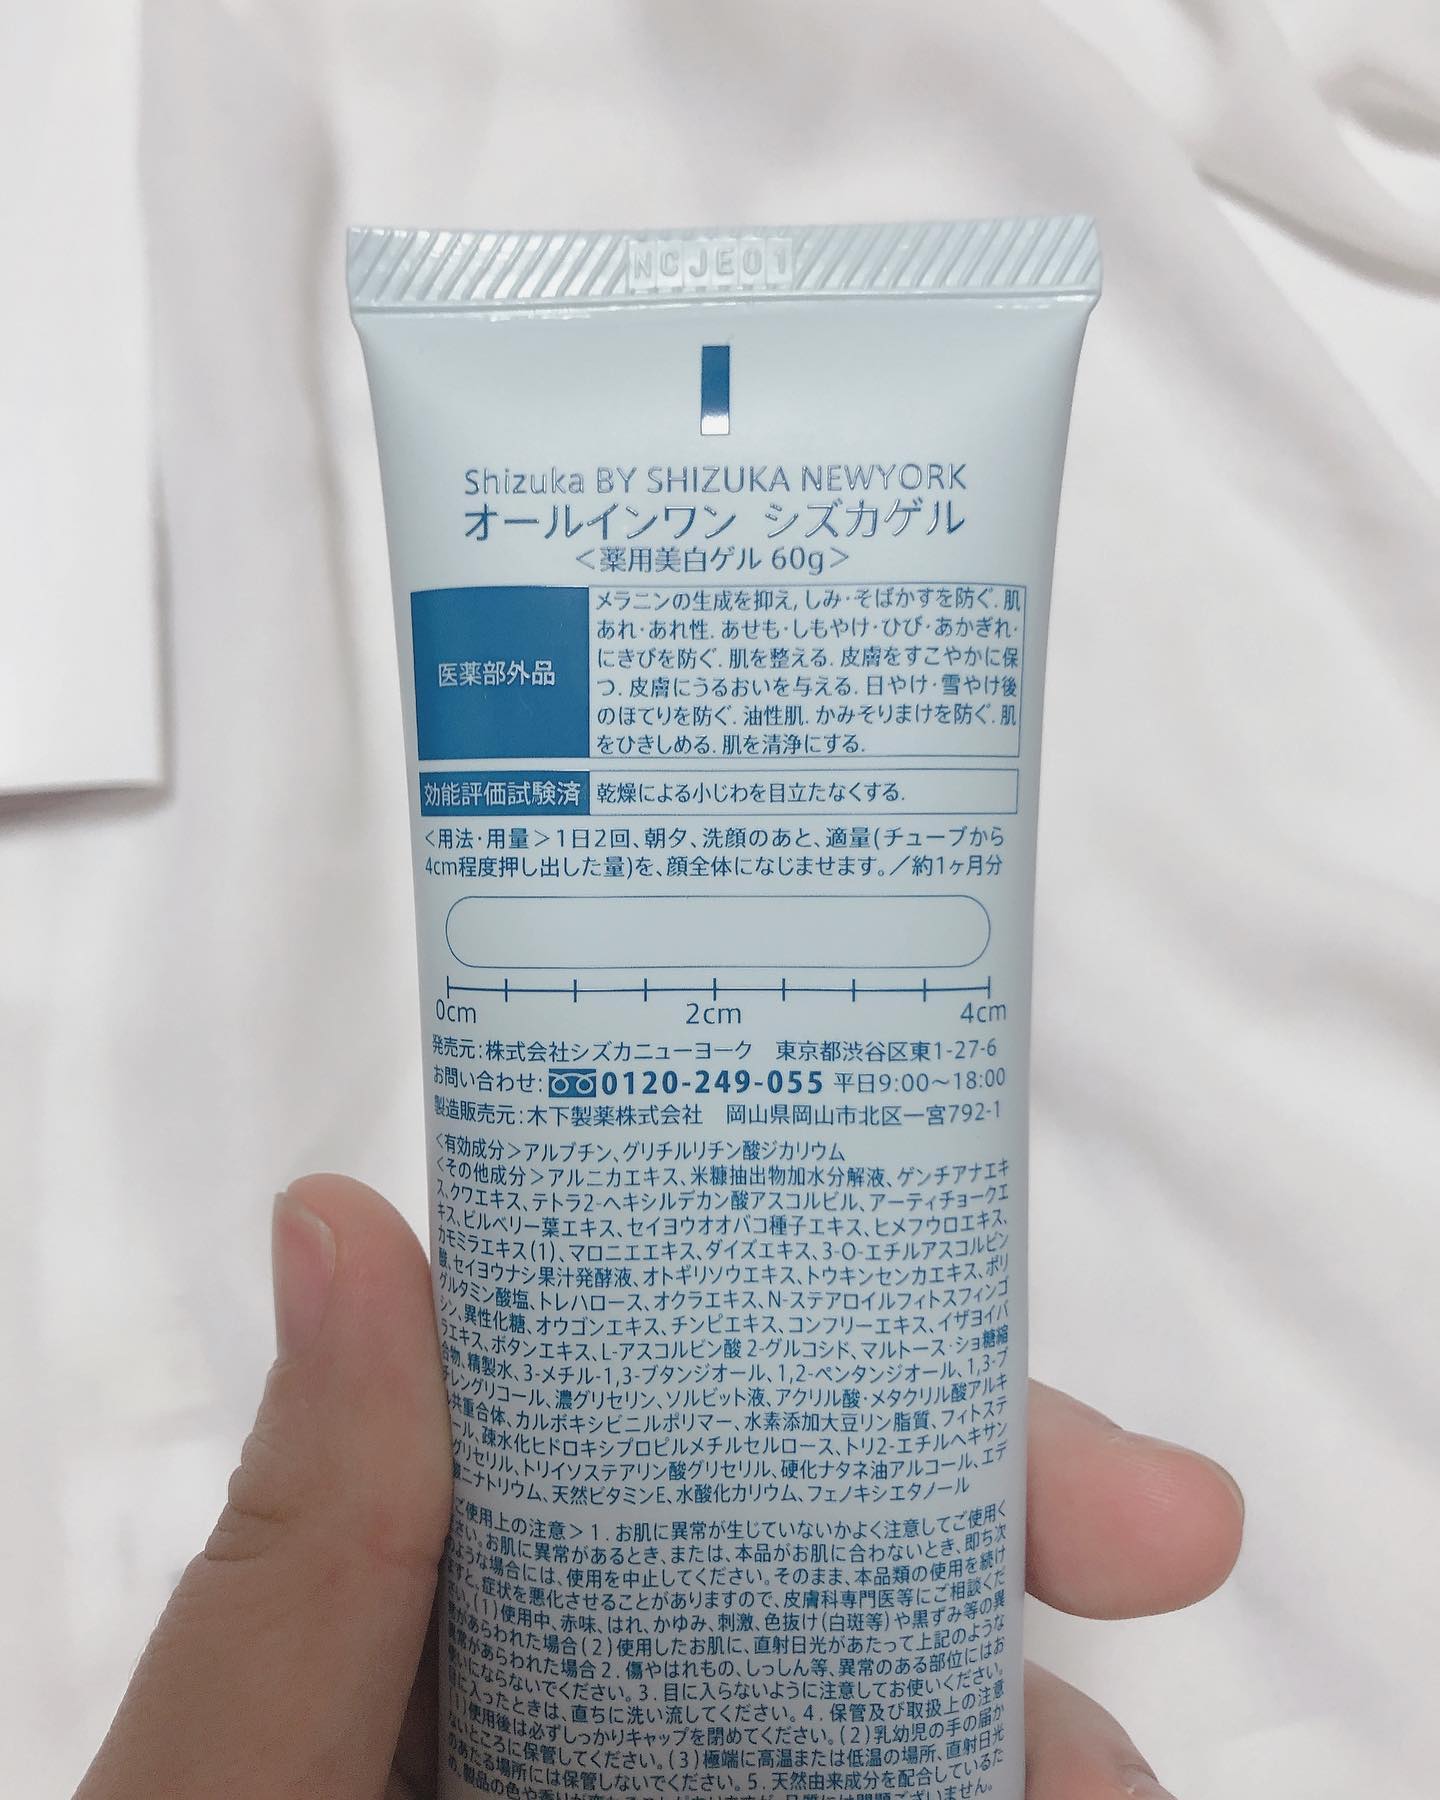 NCJE01
Shizuka BY SHIZUKA NEWYORK
オールインワン シズカゲル
＜薬用美白ゲル 60g＞
医薬部外品
メラニンの生成を抑え, しみ・そばかすを防ぐ. 肌
あれ・あれ性. あせも・しもやけ・ひび・あかぎれ・
にきびを防ぐ. 肌を整える. 皮膚をすこやかに保
つ. 皮膚にうるおいを与える. 日やけ・雪やけ後
のほてりを防ぐ. 油性肌. かみそりまけを防ぐ. 肌
をひきしめる. 肌を清浄にする.
効能評価試験済 乾燥による小じわを目立たなくする.
＜用法・用量＞1日2回、朝夕、洗顔のあと、適量(チューブから
4cm程度押し出した量)を、顔全体になじませます。／約1ヶ月分
0cm 2cm 4cm
発売元:株式会社シズカニューヨーク 東京都渋谷区東1-27-6
お問い合わせ: 0120-249-055 平日9:00〜18:00
製造販売元:木下製薬株式会社 岡山県岡山市北区一宮792-1
＜有効成分＞アルブチン、グリチルリチン酸ジカリウム
＜その他成分＞アルニカエキス、米糠抽出物加水分解液、ゲンチアナエキ
ス、クワエキス、テトラ2-ヘキシルデカン酸アスコルビル、アーティチョークエ
キス、ビルベリー葉エキス、セイヨウオオバコ種子エキス、ヒメフウロエキス、
カモミラエキス(1)、マロニエエキス、ダイズエキス、3-O-エチルアスコルビン
酸、セイヨウナシ果汁発酵液、オトギリソウエキス、トウキンセンカエキス、ポリ
グルタミン酸塩、トレハロース、オクラエキス、N-ステアロイルフィトスフィンゴ
シン、異性化糖、オウゴンエキス、チンピエキス、コンフリーエキス、イザヨイバ
ラエキス、ボタンエキス、L-アスコルビン酸 2-グルコシド、マルトース・ショ糖縮
合物、精製水、3-メチル-1,3-ブタンジオール、1,2-ペンタンジオール、1,3-ブ
チレングリコール、濃グリセリン、ソルビット液、アクリル酸・メタクリル酸アルキ
ル共重合体、カルボキシビニルポリマー、水素添加大豆リン脂質、フィトステ
ロール、疎水化ヒドロキシプロピルメチルセルロース、トリ2-エチルヘキサン
グリセリル、トリイソステアリン酸グリセリル、硬化ナタネ油アルコール、エデ
酸二ナトリウム、天然ビタミンE、水酸化カリウム、フェノキシエタノール
ご使用上の注意＞1. お肌に異常が生じていないかよく注意してご使用く
ださい。お肌に異常があるとき、または、本品がお肌に合わないとき、即ち次
のような場合には、使用を中止してください。そのまま、本品類の使用を続け
ますと、症状を悪化させることがありますので、皮膚科専門医等にご相談くだ
さい。(1)使用中、赤味、はれ、かゆみ、刺激、色抜け(白斑等)や黒ずみ等の異
常があらわれた場合(2)使用したお肌に、直射日光があたって上記のような
異常があらわれた場合2. 傷やはれもの、しっしん等、異常のある部位にはお
使いにならないでください。3. 目に入らないように注意してお使いください。
目に入ったときは、直ちに洗い流してください。4. 保管及び取扱上の注意
(1)使用後は必ずしっかりキャップを閉めてください。(2)乳幼児の手の届か
ないところに保管してください。(3)極端に高温または低温の場所、直射日光
のあたる場所には保管しないでください。5. 天然由来成分を配合しているた
め、製品の色や香りが変わることがありますが、品質には問題ございません。